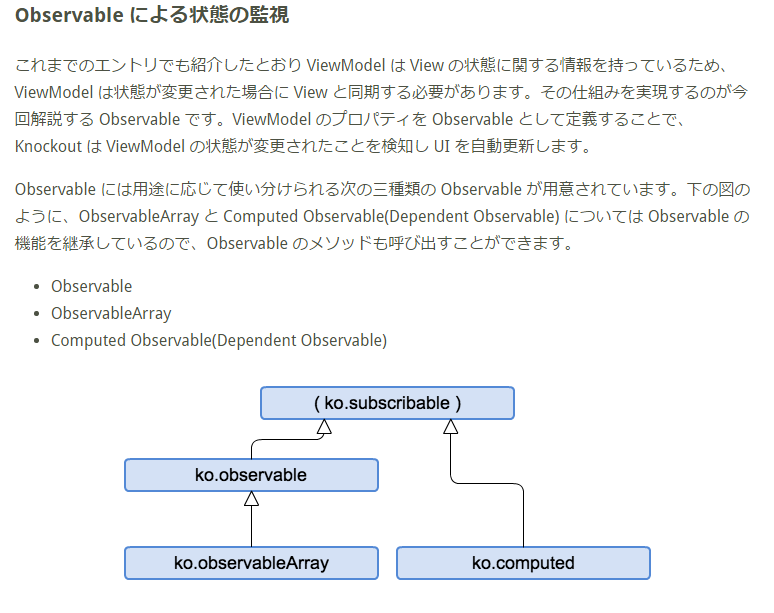 Observable による状態の監視
これまでのエントリでも紹介したとおり ViewModel は View の状態に関する情報を持っているため、
ViewModel は状態が変更された場合に View と同期する必要があります。その仕組みを実現するのが今
回解説する Observable です。ViewModel のプロパティを Observable として定義することで、
Knockout は ViewModel の状態が変更されたことを検知し UI を自動更新します。
Observable には用途に応じて使い分けられる次の三種類の Observable が用意されています。下の図の
ように、ObservableArray と Computed Observable(Dependent Observable) については Observable の
機能を継承しているので、Observable のメソッドも呼び出すことができます。
• Observable
• ObservableArray
• Computed Observable(Dependent Observable)
( ko.subscribable )
ko.observable
ko.observableArray
ko.computed